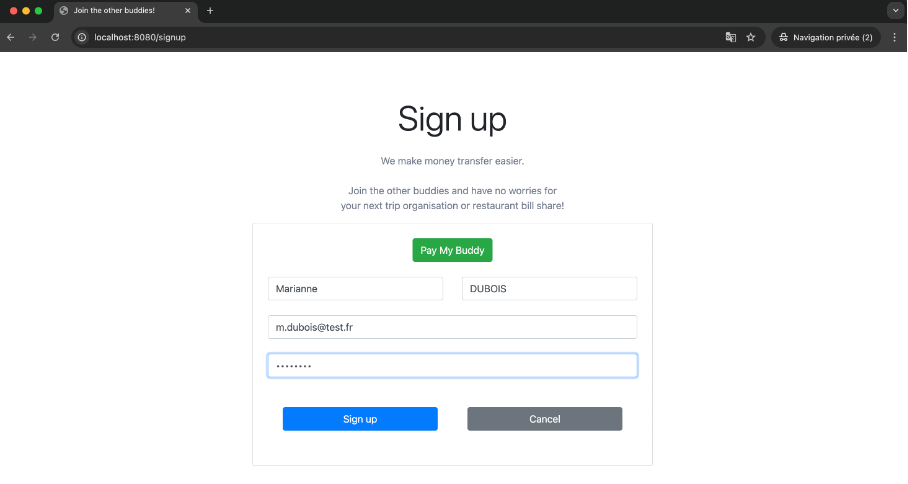 Join the other buddies!
localhost:8080/signup
Navigation privée (2)
Sign up
We make money transfer easier.
Join the other buddies and have no worries for
your next trip organisation or restaurant bill share!
Pay My Buddy
Marianne
DUBOIS
m.dubois@test.fr
••••••••
Sign up
Cancel